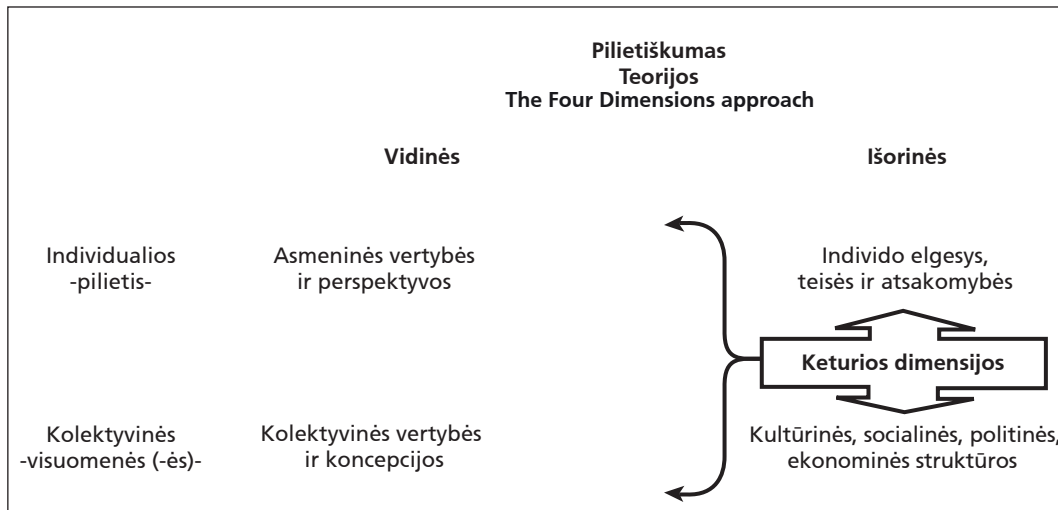 Pilietiškumas
Teorijos
The Four Dimensions approach
Vidinės
Išorinės
Individualios
-pilietis-
Asmeninės vertybės
ir perspektyvos
Individo elgesys,
teisės ir atsakomybės
Keturios dimensijos
Kolektyvinės
-visuomenės (-ės)-
Kolektyvinės vertybės
ir koncepcijos
Kultūrinės, socialinės, politinės,
ekonominės struktūros